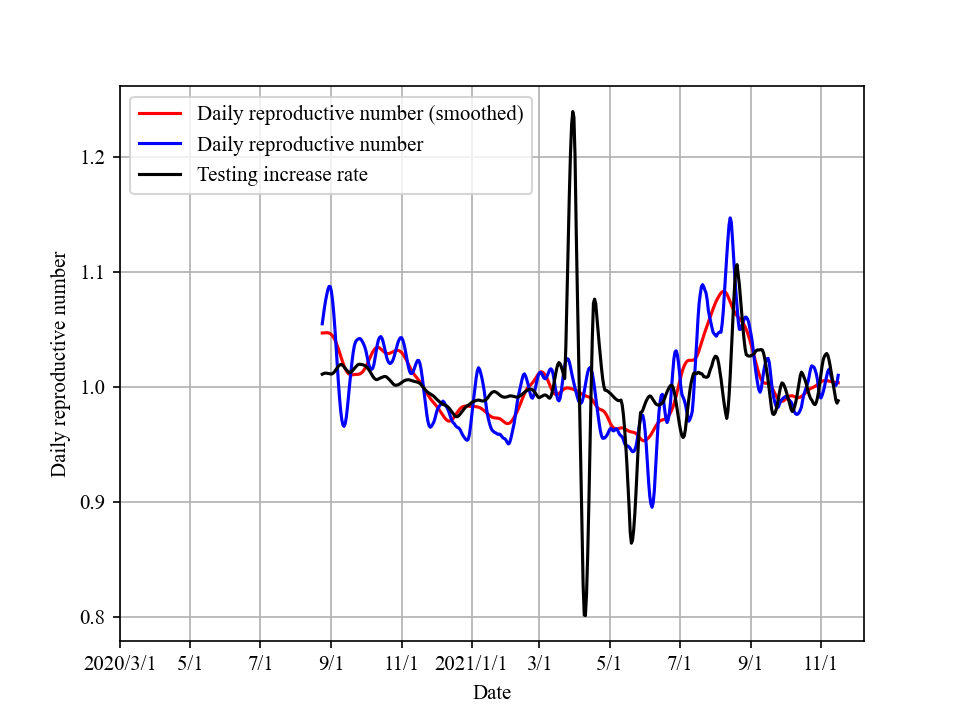 Daily reproductive number (smoothed)
Daily reproductive number
Testing increase rate
Daily reproductive number
1.2
1.1
1.0
0.9
0.8
2020/3/1 5/1 7/1 9/1 11/1 2021/1/1 3/1 5/1 7/1 9/1 11/1
Date